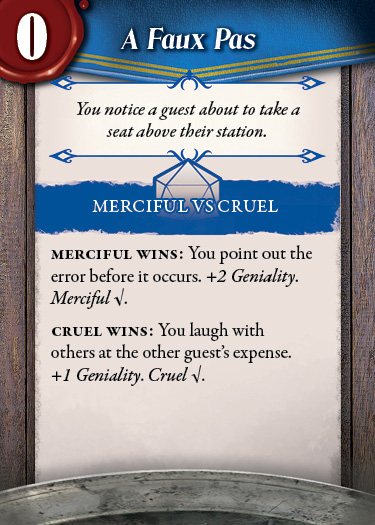 0
A Faux Pas
You notice a guest about to take a
seat above their station.
MERCIFUL VS CRUEL
MERCIFUL WINS: You point out the
error before it occurs. +2 Geniality.
Merciful √.
CRUEL WINS: You laugh with
others at the other guest's expense.
+1 Geniality. Cruel √.